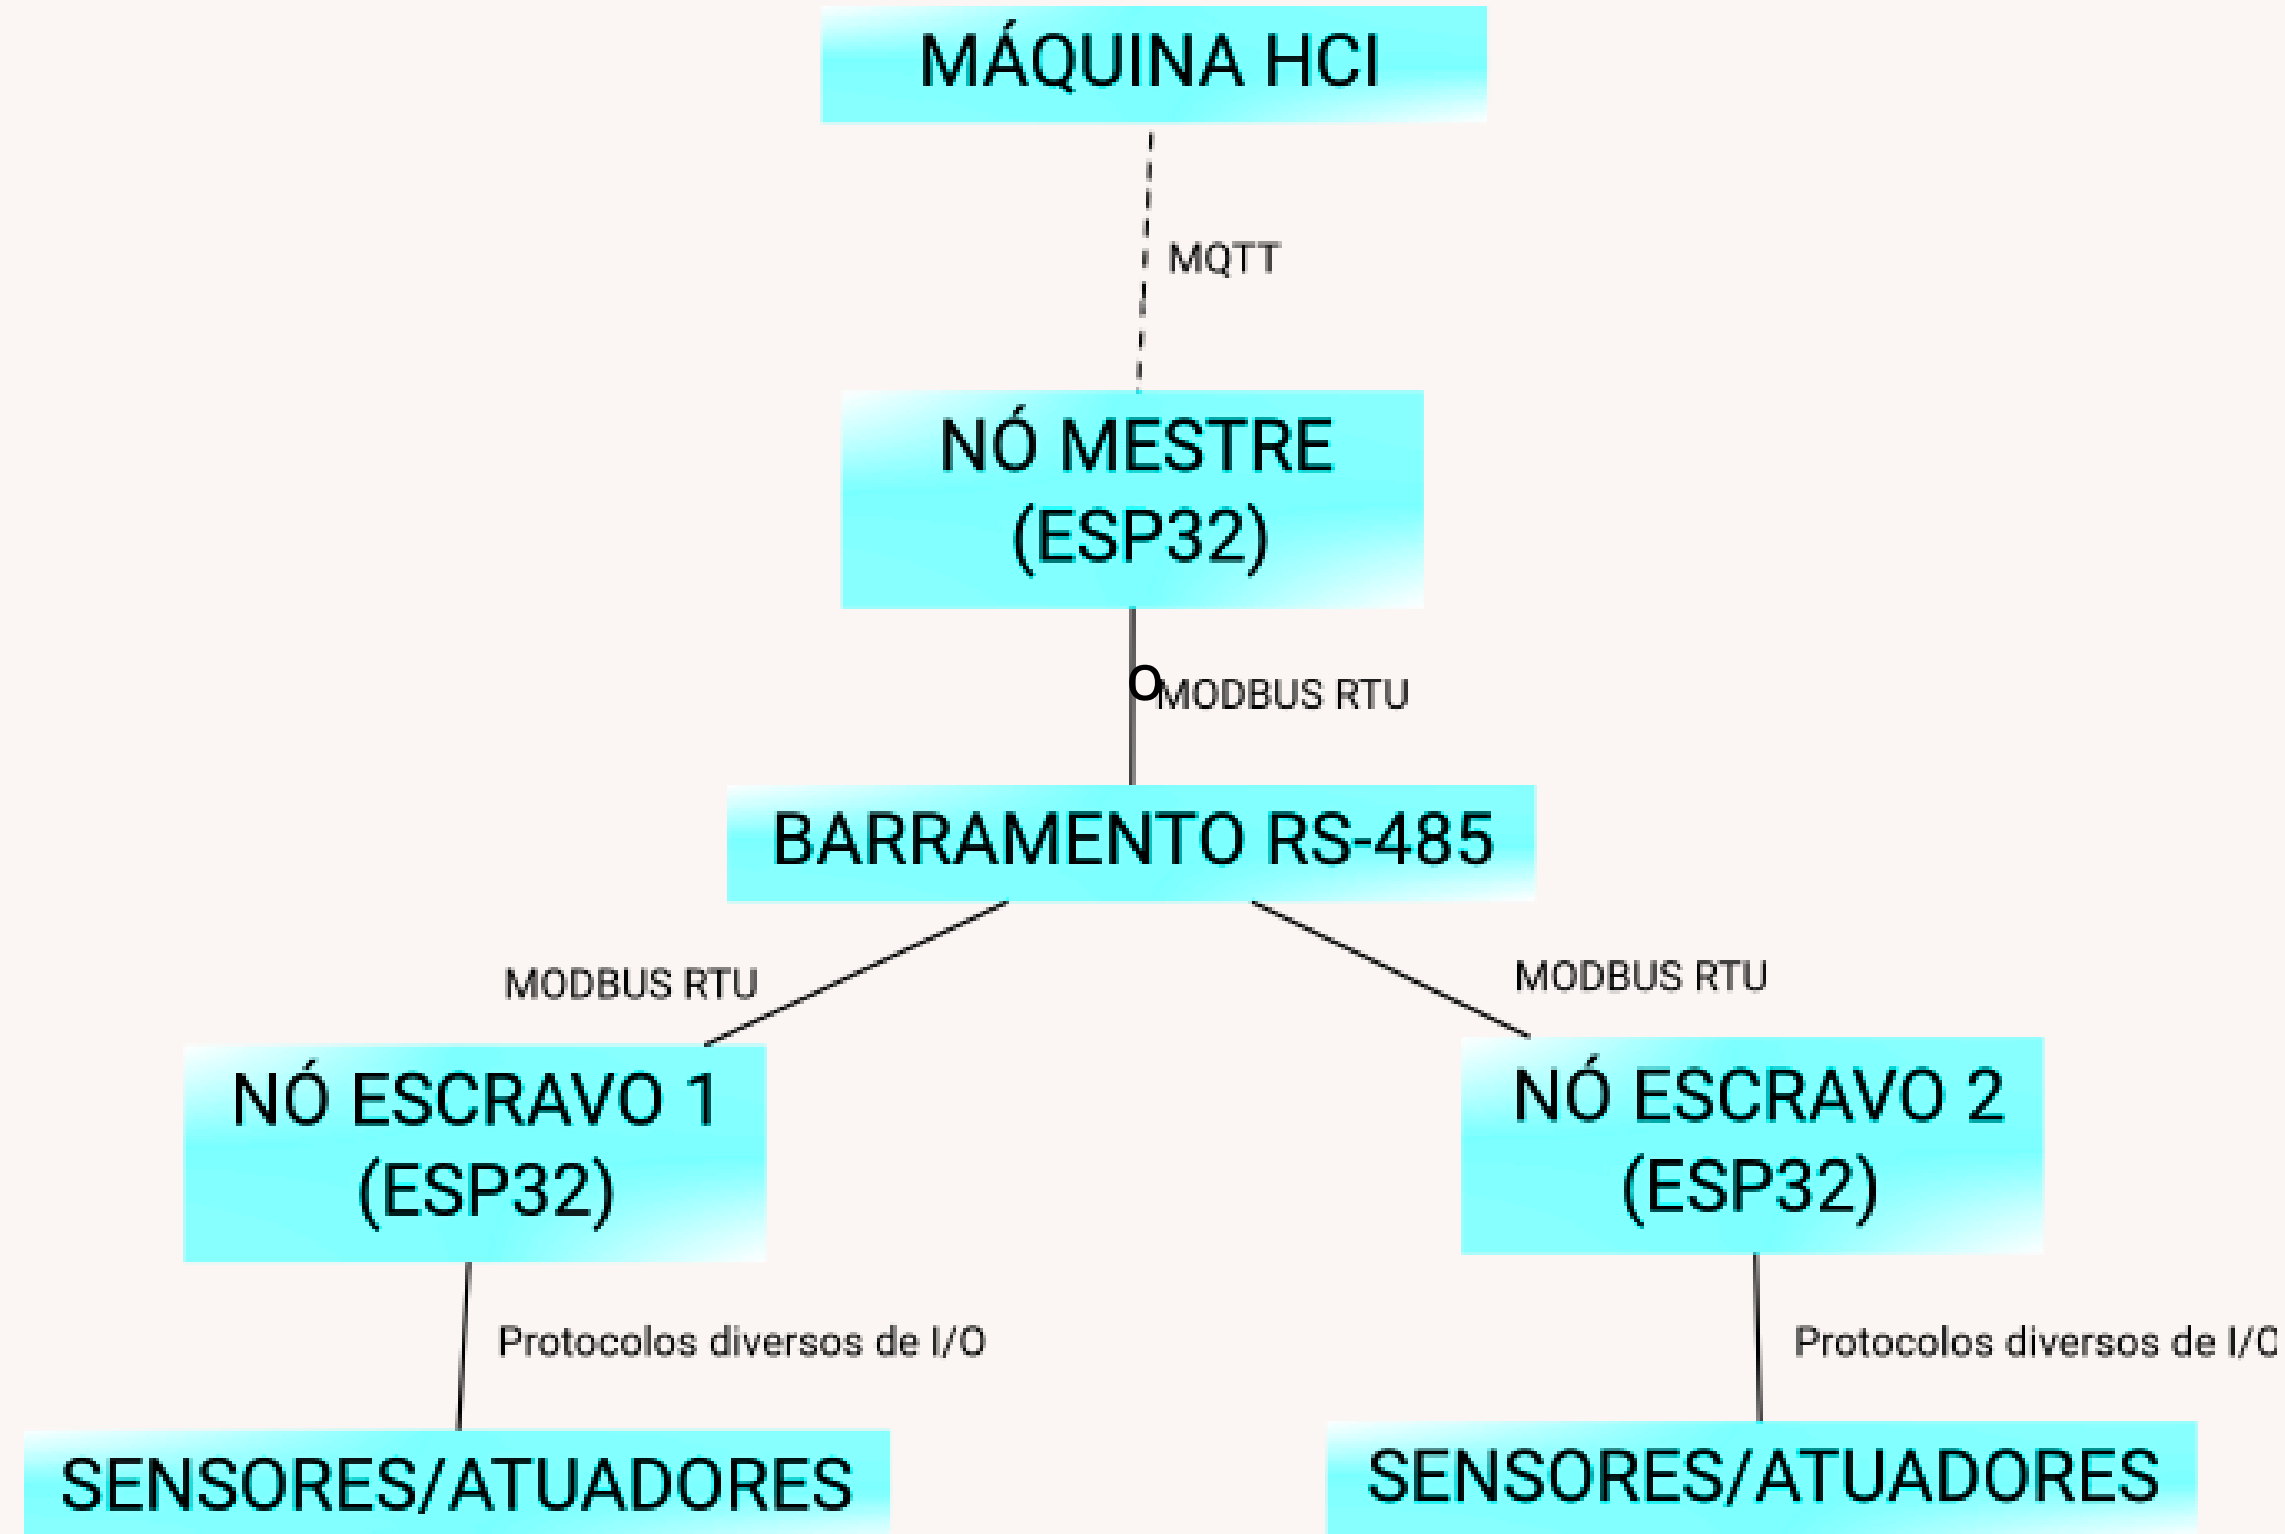 MÁQUINA HCI
MQTT
NÓ MESTRE
(ESP32)
o
MODBUS RTU
BARRAMENTO RS-485
MODBUS RTU
MODBUS RTU
NÓ ESCRAVO 1
(ESP32)
NÓ ESCRAVO 2
(ESP32)
Protocolos diversos de I/O
Protocolos diversos de I/O
SENSORES/ATUADORES
SENSORES/ATUADORES